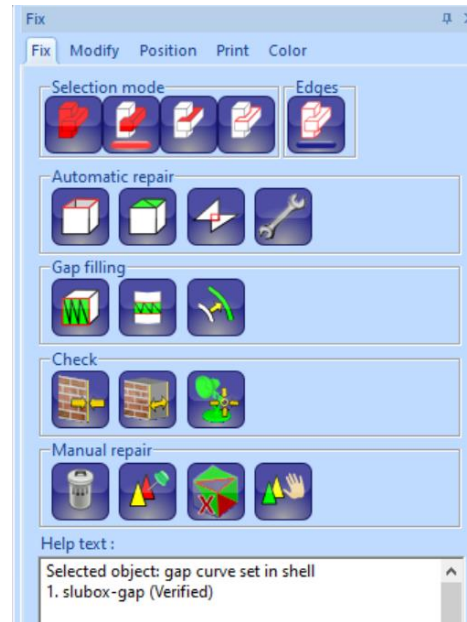 Fix
Fix Modify Position Print Color
Selection mode Edges
Automatic repair
Gap filling
Check
Manual repair
X
Help text :
Selected object: gap curve set in shell
1. slubox-gap (Verified)